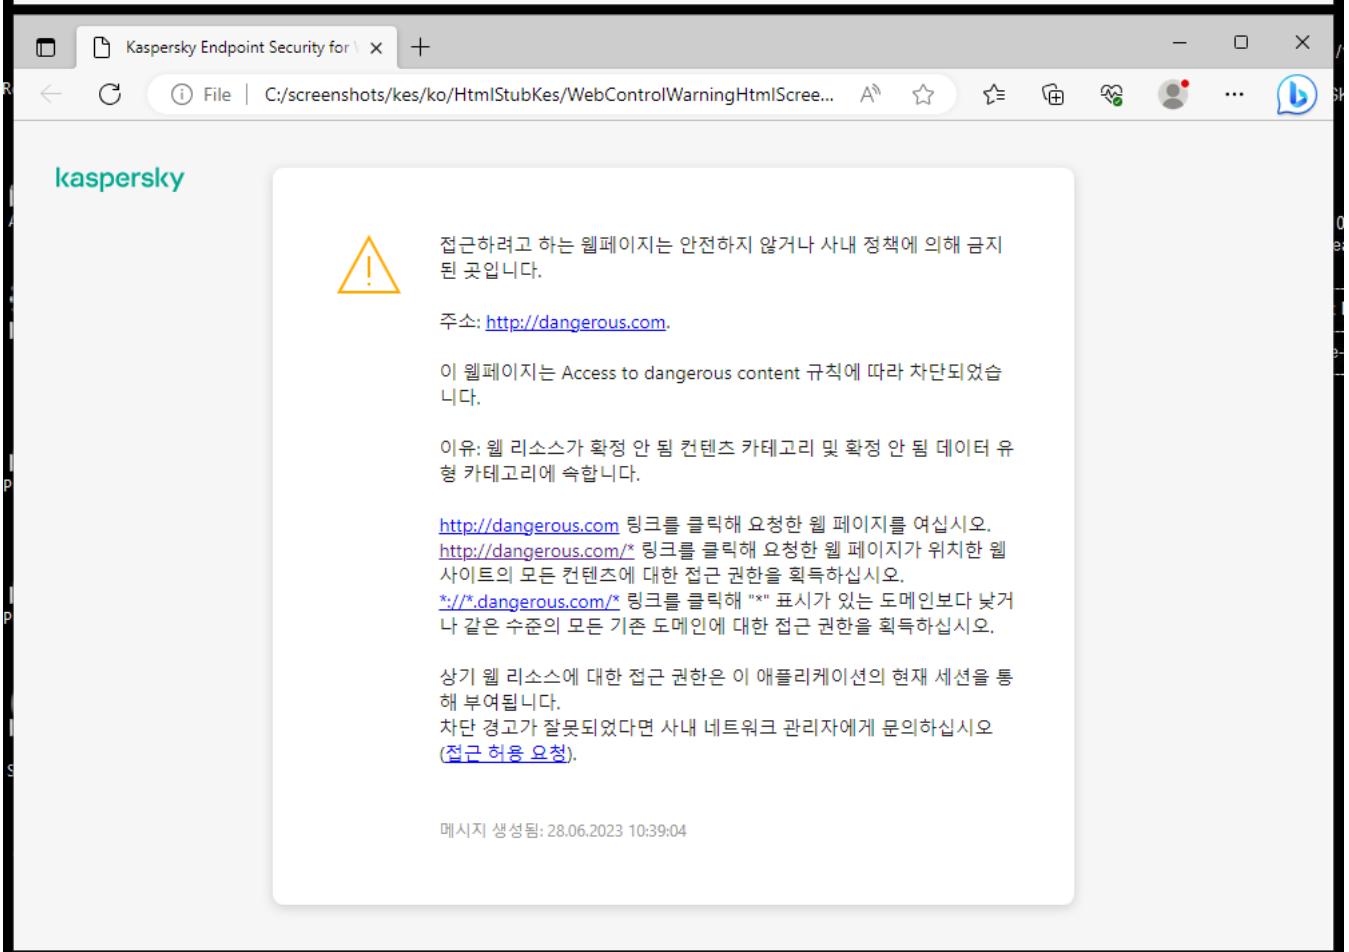 Kaspersky Endpoint Security for
File
C:/screenshots/kes/ko/HtmlStubKes/WebControlWarningHtmlScree...
kaspersky
접근하려고 하는 웹페이지는 안전하지 않거나 사내 정책에 의해 금지
된 곳입니다.
주소: http://dangerous.com.
이 웹페이지는 Access to dangerous content 규칙에 따라 차단되었습
니다.
이유: 웹 리소스가 확정 안 됨 컨텐츠 카테고리 및 확정 안 됨 데이터 유
형 카테고리에 속합니다.
http://dangerous.com 링크를 클릭해 요청한 웹 페이지를 여십시오.
http://dangerous.com/* 링크를 클릭해 요청한 웹 페이지가 위치한 웹
사이트의 모든 컨텐츠에 대한 접근 권한을 획득하십시오.
*://*.dangerous.com/* 링크를 클릭해 "*" 표시가 있는 도메인보다 낮거
나 같은 수준의 모든 기존 도메인에 대한 접근 권한을 획득하십시오.
상기 웹 리소스에 대한 접근 권한은 이 애플리케이션의 현재 세션을 통
해 부여됩니다.
차단 경고가 잘못되었다면 사내 네트워크 관리자에게 문의하십시오
(접근 허용 요청).
메시지 생성됨: 28.06.2023 10:39:04